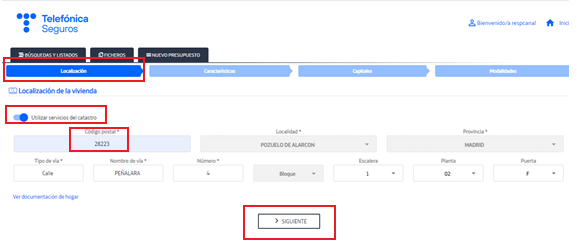 Telefónica
Seguros
Bienvenido/a respcanal Inici
BÚSQUEDAS Y LISTADOS FICHEROS NUEVO PRESUPUESTO
Localización Características Capitales Modalidades
Localización de la vivienda
Utilizar servicios del catastro
Código postal * Localidad * Provincia *
28223 POZUELO DE ALARCON MADRID
Tipo de vía * Nombre de vía * Número * Escalera Planta Puerta
Calle PEÑALARA 4 Bloque 1 02 F
Ver documentación de hogar
> SIGUIENTE